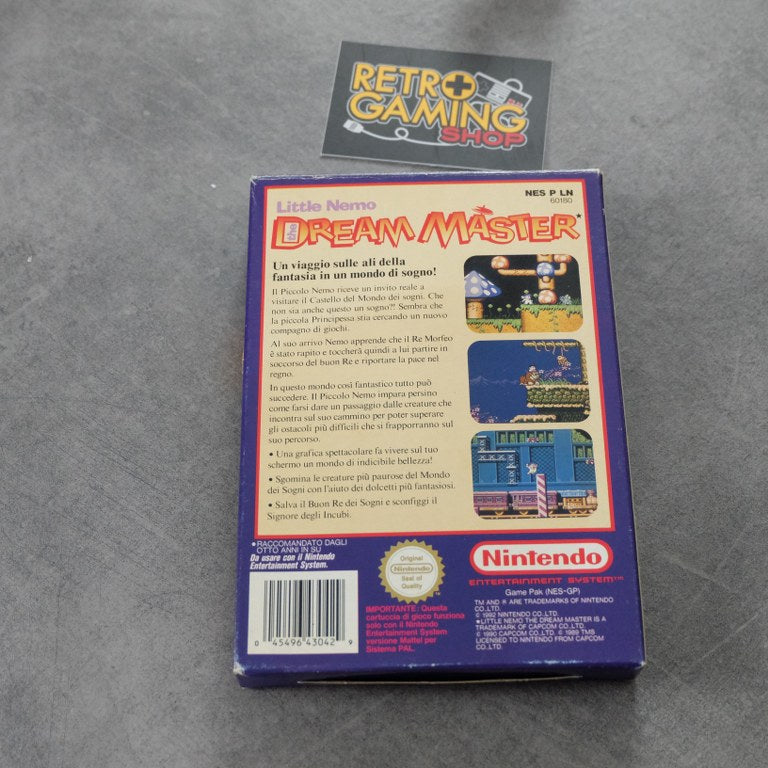 RETRO
GAMING
SHOP
NES P LN
60180
Little Nemo
the DREAM MASTER*
Un viaggio sulle ali della
fantasia in un mondo di sogno!
Il Piccolo Nemo riceve un invito reale a
visitare il Castello del Mondo dei sogni. Che
non sia anche questo un sogno?! Sembra che
la piccola Principessa stia cercando un nuovo
compagno di giochi.
Al suo arrivo Nemo apprende che il Re Morfeo
è stato rapito e toccherà quindi a lui partire in
soccorso del buon Re e riportare la pace nel
regno.
In questo mondo così fantastico tutto può
succedere. Il Piccolo Nemo impara persino
come farsi dare un passaggio dalle creature che
incontra sul suo cammino per poter superare
gli ostacoli più difficili che si frapporranno sul
suo percorso.
• Una grafica spettacolare fa vivere sul tuo
schermo un mondo di indicibile bellezza!
• Sgomina le creature più paurose del Mondo
dei Sogni con l'aiuto dei dolcetti più fantasiosi.
• Salva il Buon Re dei Sogni e sconfiggi il
Signore degli Incubi.
• RACCOMANDATO DAGLI
OTTO ANNI IN SU
Da usare con il Nintendo
Entertainment System.
0 45496 43042 9
Original
Nintendo
Seal of
Quality
IMPORTANTE: Questa
cartuccia di gioco funziona
solo con il Nintendo
Entertainment System
versione Mattel per
Sistema PAL.
Nintendo
ENTERTAINMENT SYSTEM™
Game Pak (NES-GP)
TM AND ® ARE TRADEMARKS OF NINTENDO
CO.,LTD.
© 1992 NINTENDO CO.,LTD.
*LITTLE NEMO THE DREAM MASTER IS A
TRADEMARK OF CAPCOM CO.,LTD.
© 1990 CAPCOM CO.,LTD. © 1989 TMS
LICENSED TO NINTENDO FROM CAPCOM
CO.,LTD.